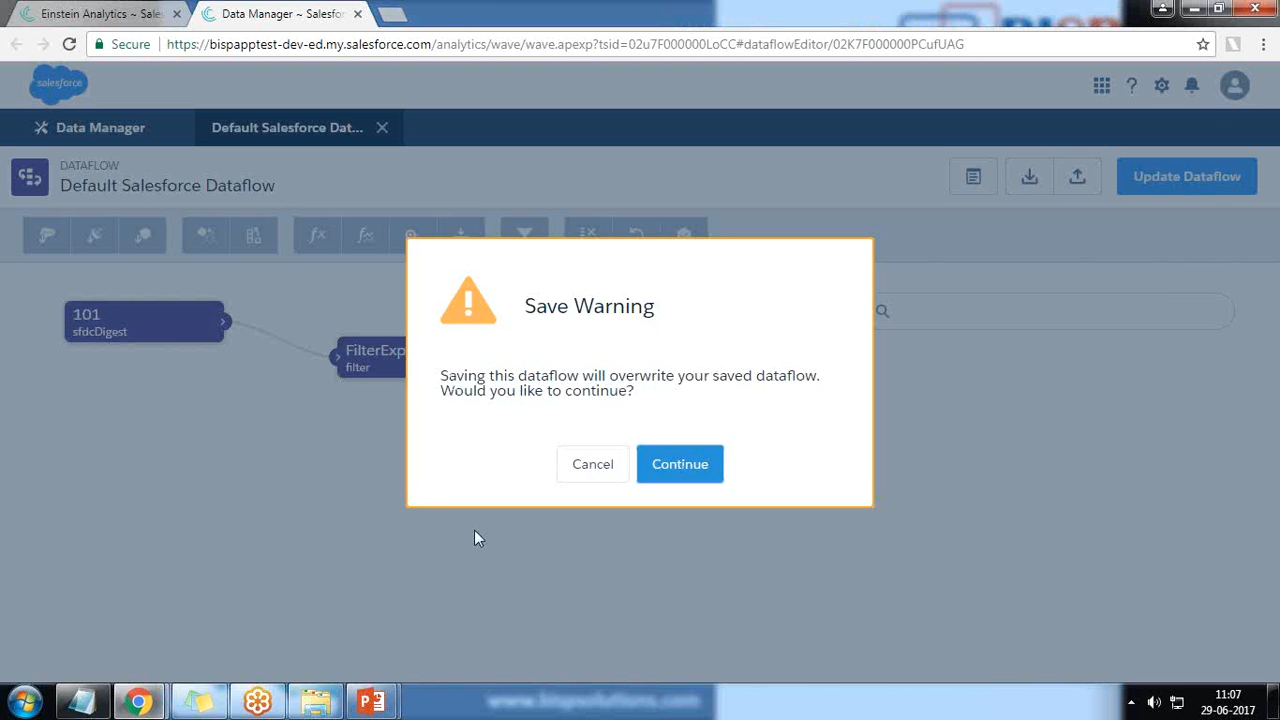 Einstein Analytics ~ Sales
Data Manager ~ Salesfor
Secure
https://bispapptest-dev-ed.my.salesforce.com/analytics/wave/wave.apexp?tsid=02u7F000000LoCC#dataflowEditor/02K7F000000PCufUAG
salesforce
Data Manager
Default Salesforce Dat...
DATAFLOW
Default Salesforce Dataflow
Update Dataflow
101
sfdcDigest
FilterExp
filter
Save Warning
Saving this dataflow will overwrite your saved dataflow.
Would you like to continue?
Cancel
Continue
www.bispsolutions.com
11:07
29-06-2017